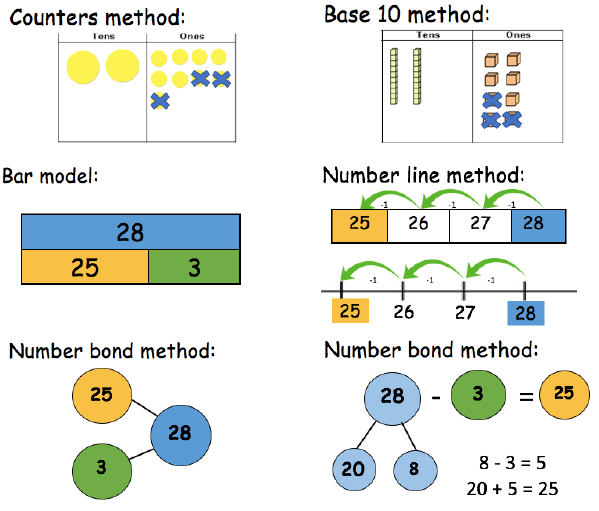 Counters method:
Tens Ones
Base 10 method:
Tens Ones
Bar model:
28
25 3
Number line method:
-1 -1 -1
25 26 27 28
-1 -1 -1
25 26 27 28
Number bond method:
25
28
3
Number bond method:
28 - 3 = 25
20 8
8 - 3 = 5
20 + 5 = 25